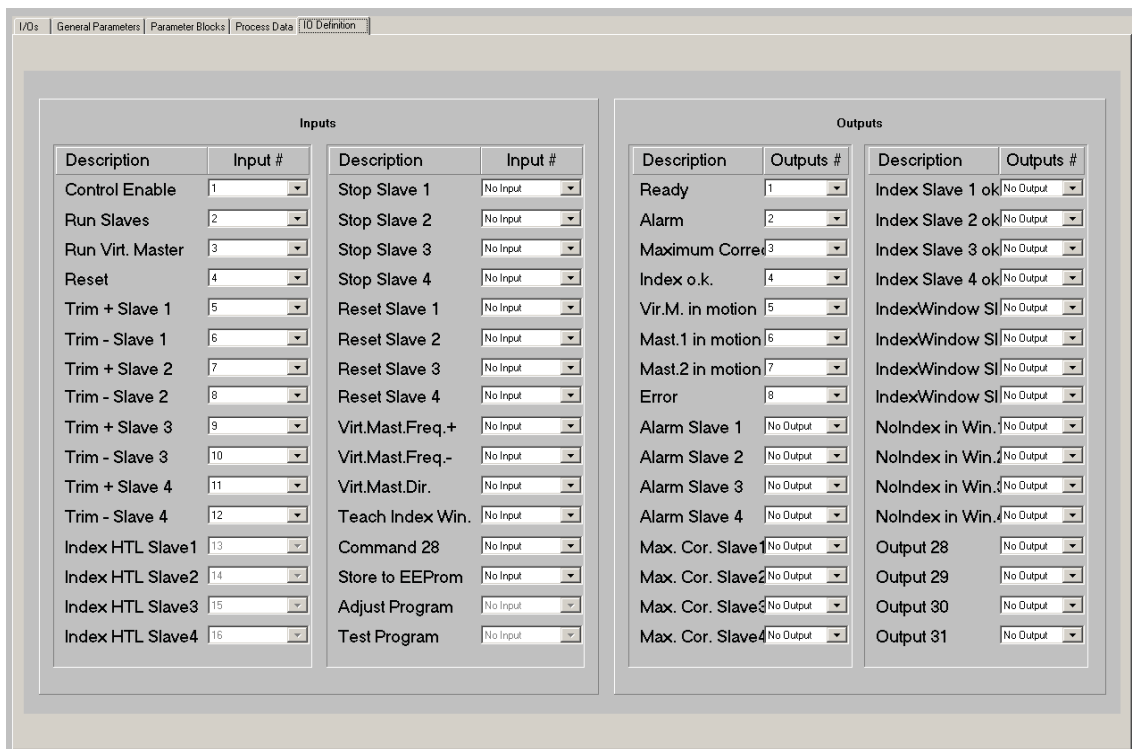 I/Os General Parameters Parameter Blocks Process Data IO Definition
Inputs
Description Input #
Control Enable 1
Run Slaves 2
Run Virt. Master 3
Reset 4
Trim + Slave 1 5
Trim - Slave 1 6
Trim + Slave 2 7
Trim - Slave 2 8
Trim + Slave 3 9
Trim - Slave 3 10
Trim + Slave 4 11
Trim - Slave 4 12
Index HTL Slave1 13
Index HTL Slave2 14
Index HTL Slave3 15
Index HTL Slave4 16
Description Input #
Stop Slave 1 No Input
Stop Slave 2 No Input
Stop Slave 3 No Input
Stop Slave 4 No Input
Reset Slave 1 No Input
Reset Slave 2 No Input
Reset Slave 3 No Input
Reset Slave 4 No Input
Virt.Mast.Freq.+ No Input
Virt.Mast.Freq.- No Input
Virt.Mast.Dir. No Input
Teach Index Win. No Input
Command 28 No Input
Store to EEProm No Input
Adjust Program No Input
Test Program No Input
Outputs
Description Outputs #
Ready 1
Alarm 2
Maximum Correc 3
Index o.k. 4
Vir.M. in motion 5
Mast.1 in motion 6
Mast.2 in motion 7
Error 8
Alarm Slave 1 No Output
Alarm Slave 2 No Output
Alarm Slave 3 No Output
Alarm Slave 4 No Output
Max. Cor. Slave1 No Output
Max. Cor. Slave2 No Output
Max. Cor. Slave3 No Output
Max. Cor. Slave4 No Output
Description Outputs #
Index Slave 1 ok No Output
Index Slave 2 ok No Output
Index Slave 3 ok No Output
Index Slave 4 ok No Output
IndexWindow Sl No Output
IndexWindow Sl No Output
IndexWindow Sl No Output
IndexWindow Sl No Output
NoIndex in Win.1 No Output
NoIndex in Win.2 No Output
NoIndex in Win.3 No Output
NoIndex in Win.4 No Output
Output 28 No Output
Output 29 No Output
Output 30 No Output
Output 31 No Output